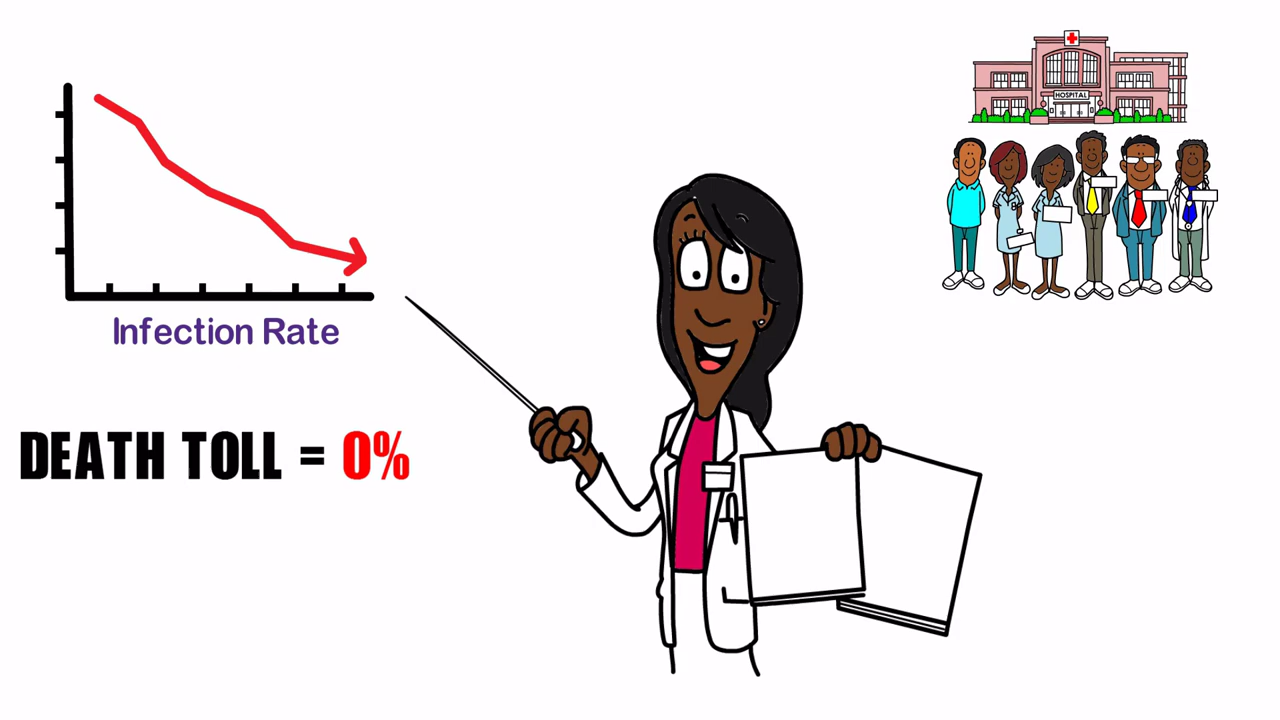 HOSPITAL
Infection Rate
DEATH TOLL = 0%